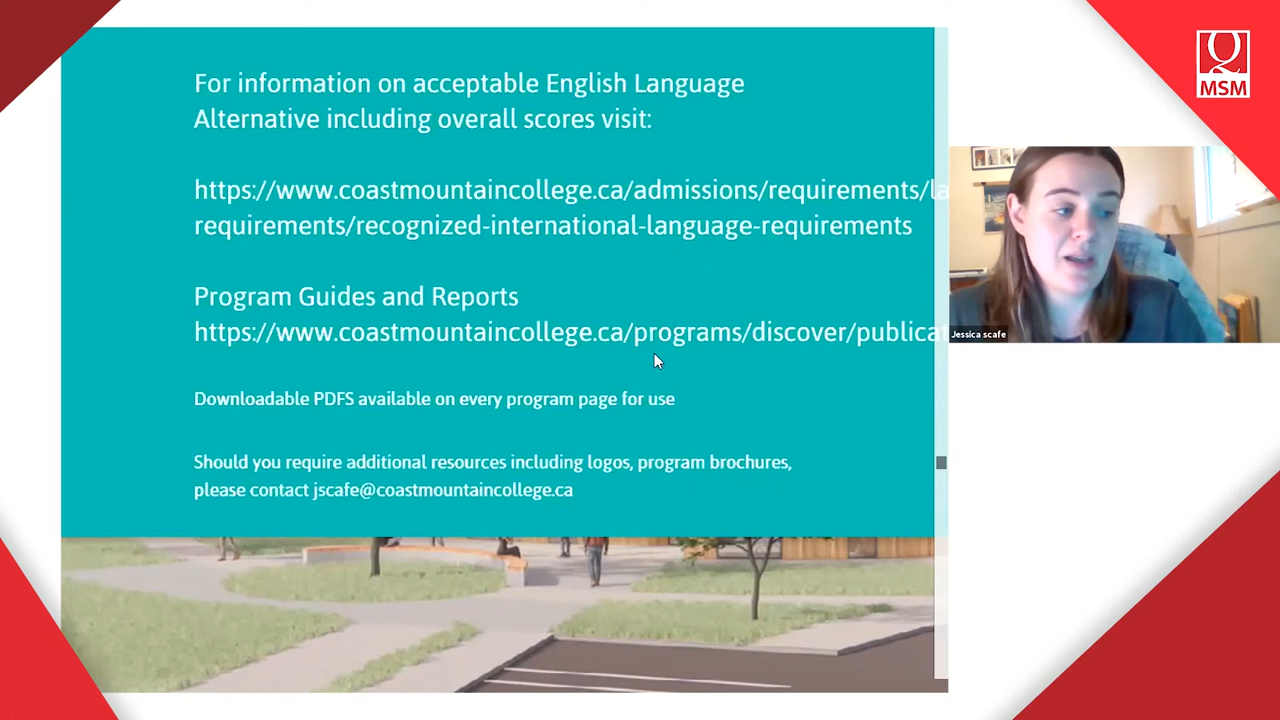 For information on acceptable English Language
Alternative including overall scores visit:
https://www.coastmountaincollege.ca/admissions/requirements/la
requirements/recognized-international-language-requirements
Program Guides and Reports
https://www.coastmountaincollege.ca/programs/discover/publicat
Downloadable PDFS available on every program page for use
Should you require additional resources including logos, program brochures,
please contact jscafe@coastmountaincollege.ca
Jessica scafe
Q
MSM